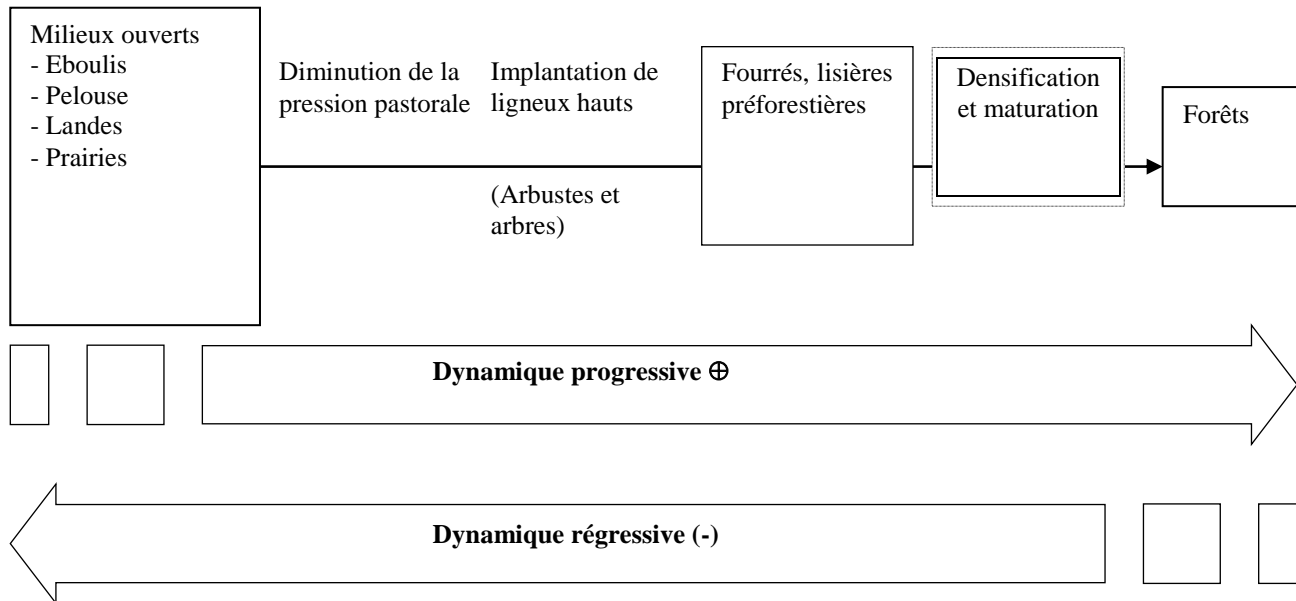 Milieux ouverts
- Eboulis
- Pelouse
- Landes
- Prairies
Diminution de la
pression pastorale
Implantation de
ligneux hauts
(Arbustes et
arbres)
Fourrés, lisières
préforestières
Densification
et maturation
Forêts
Dynamique progressive ⊕
Dynamique régressive (-)